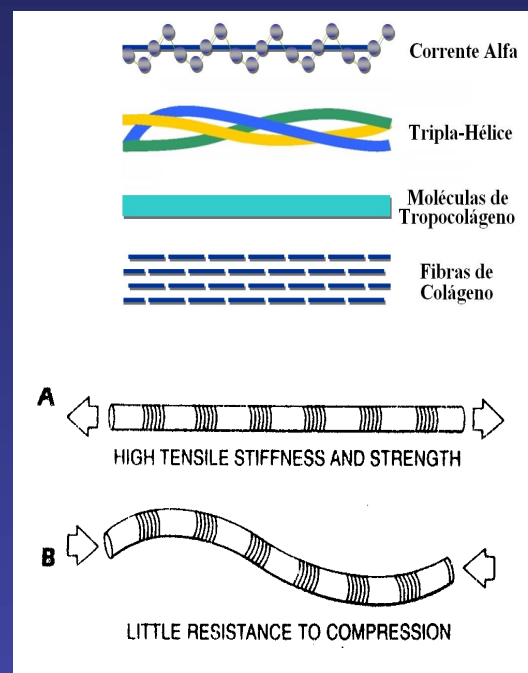 Corrente Alfa
Tripla-Hélice
Moléculas de
Tropocolágeno
Fibras de
Colágeno
A
HIGH TENSILE STIFFNESS AND STRENGTH
B
LITTLE RESISTANCE TO COMPRESSION